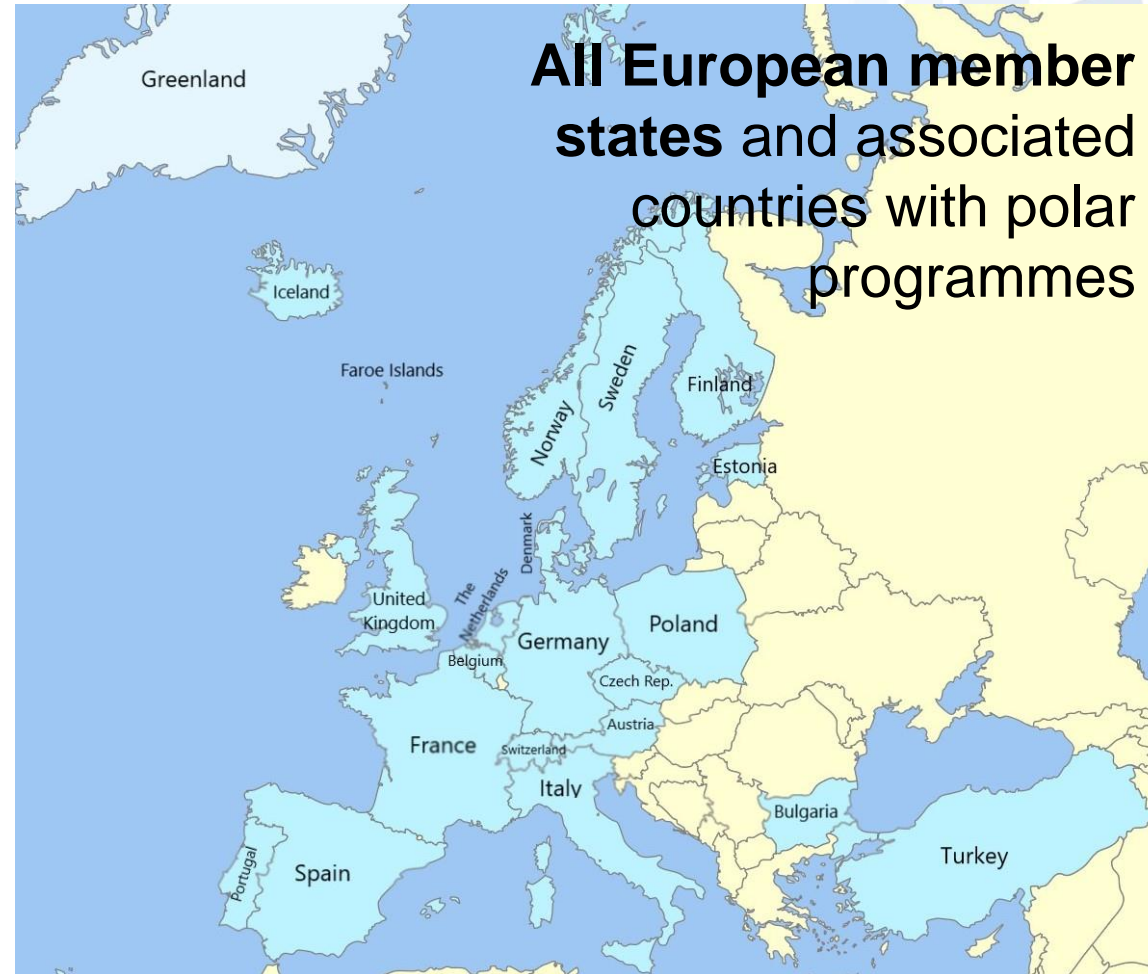 All European member
states and associated
countries with polar
programmes
Greenland
Iceland
Faroe Islands
Norway
Sweden
Finland
Estonia
Denmark
The
Netherlands
United
Kingdom
Belgium
Germany
Poland
Czech Rep.
Austria
France
Switzerland
Italy
Bulgaria
Turkey
Portugal
Spain